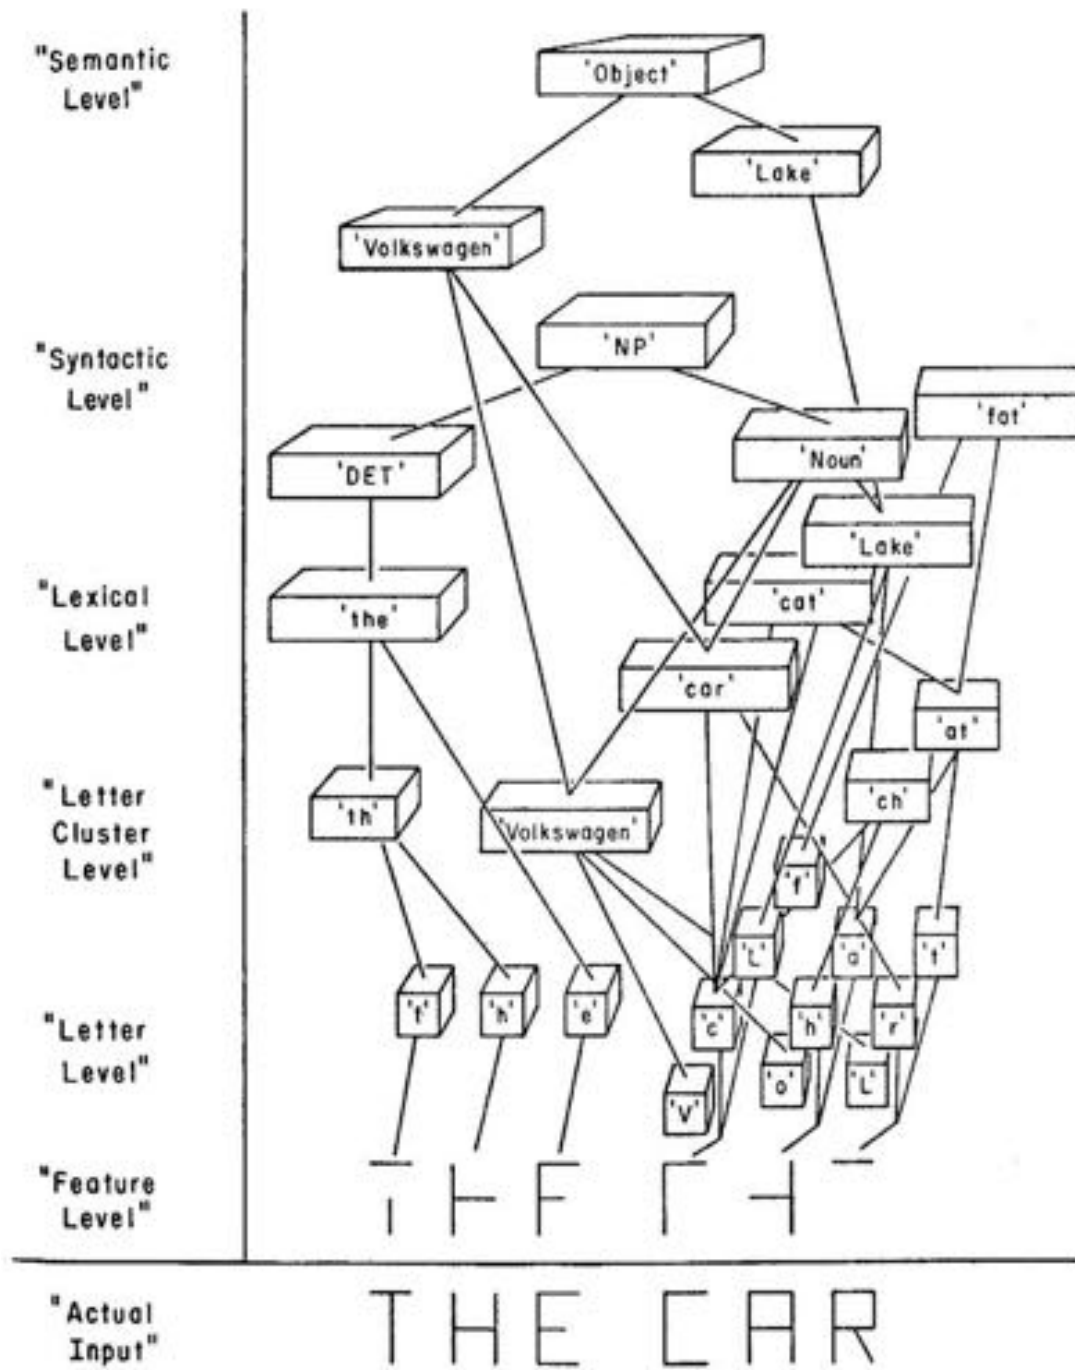 "Semantic
Level"
'Object'
'Lake'
'Volkswagen'
"Syntactic
Level"
'NP'
'fat'
'DET'
'Noun'
'Lake'
"Lexical
Level"
'the'
'cat'
'car'
'at'
"Letter
Cluster
Level"
'th'
'Volkswagen'
'ch'
'f'
'L'
'a'
't'
"Letter
Level"
't'
'h'
'e'
'c'
'h'
'r'
'V'
'o'
'L'
"Feature
Level"
"Actual
Input"
THE CAR